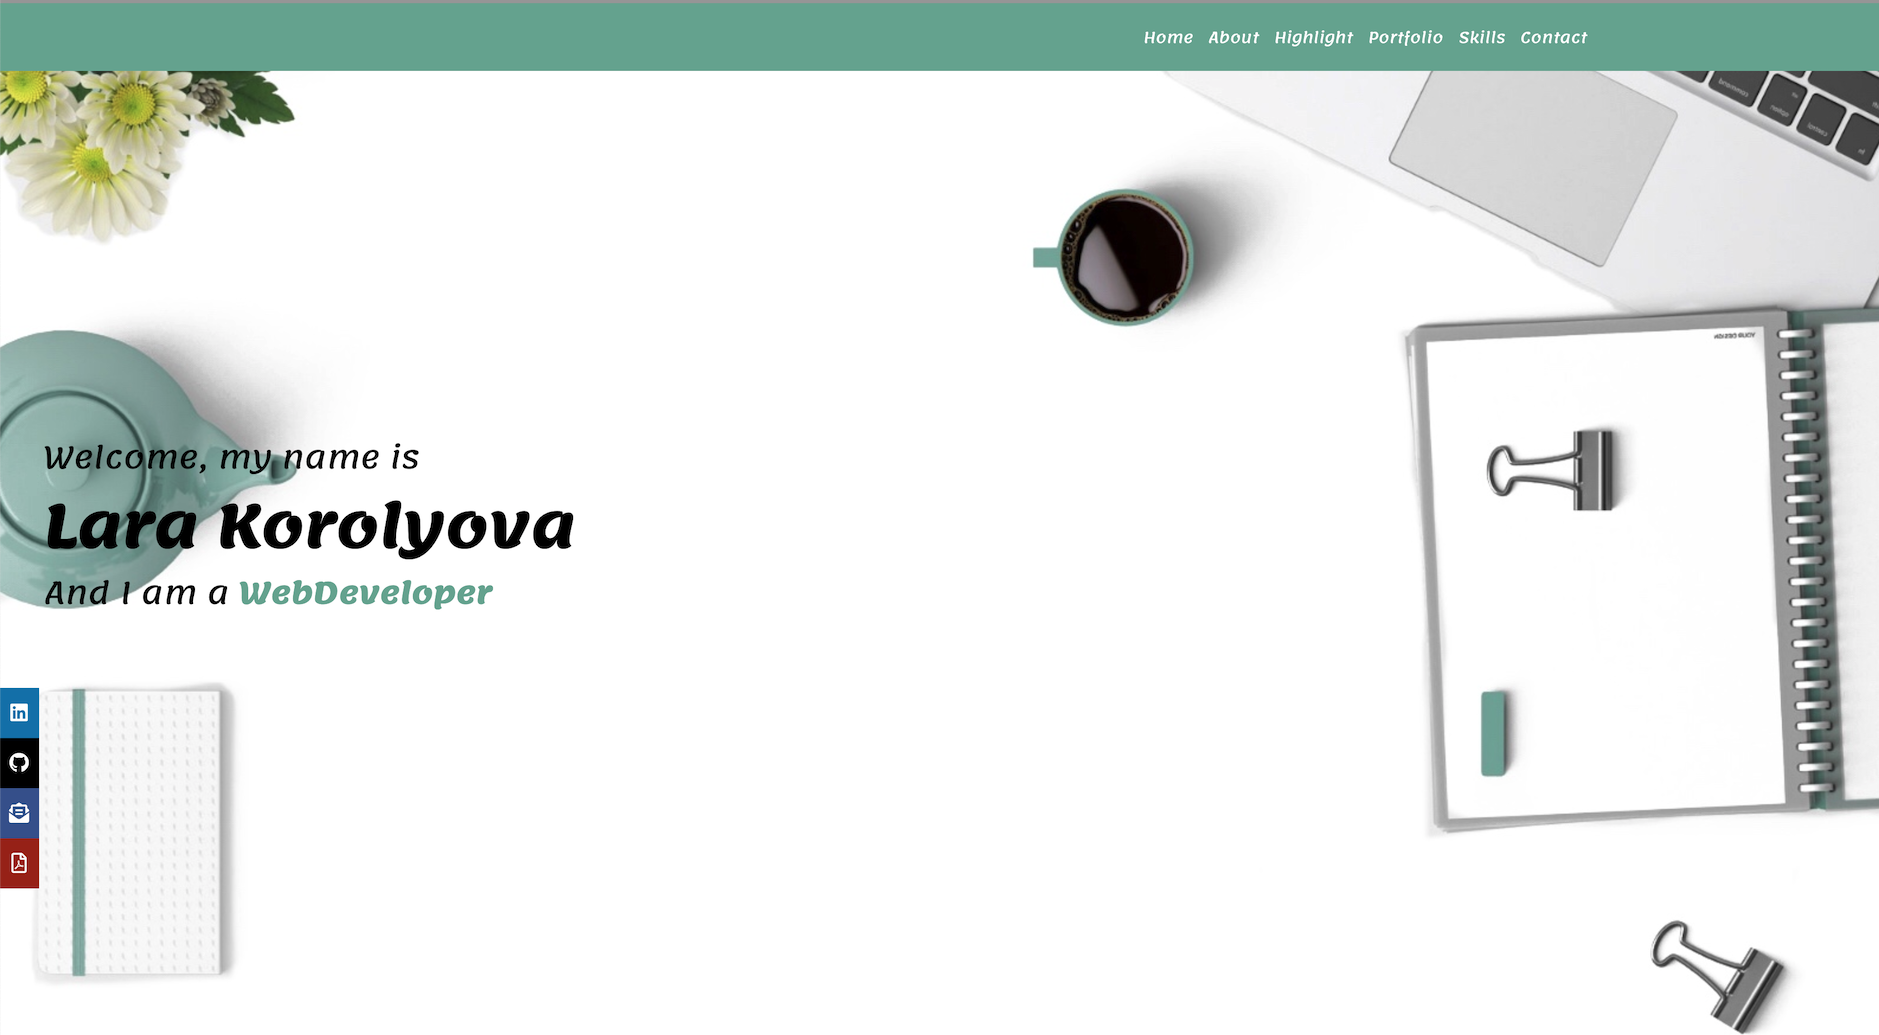 Home About Highlight Portfolio Skills Contact
Welcome, my name is
Lara Korolyova
And I am a WebDeveloper